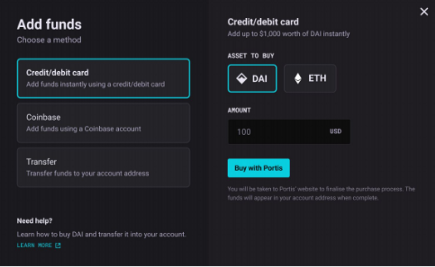 Add funds
Choose a method
Credit/debit card
Add funds instantly using a credit/debit card
Coinbase
Add funds using a Coinbase account
Transfer
Transfer funds to your account address
Need help?
Learn how to buy DAI and transfer it into your account.
LEARN MORE
Credit/debit card
Add up to $1,000 worth of DAI instantly
ASSET TO BUY
DAI
ETH
AMOUNT
100 USD
Buy with Portis
You will be taken to Portis' website to finalise the purchase process. The
funds will appear in your account address when complete.